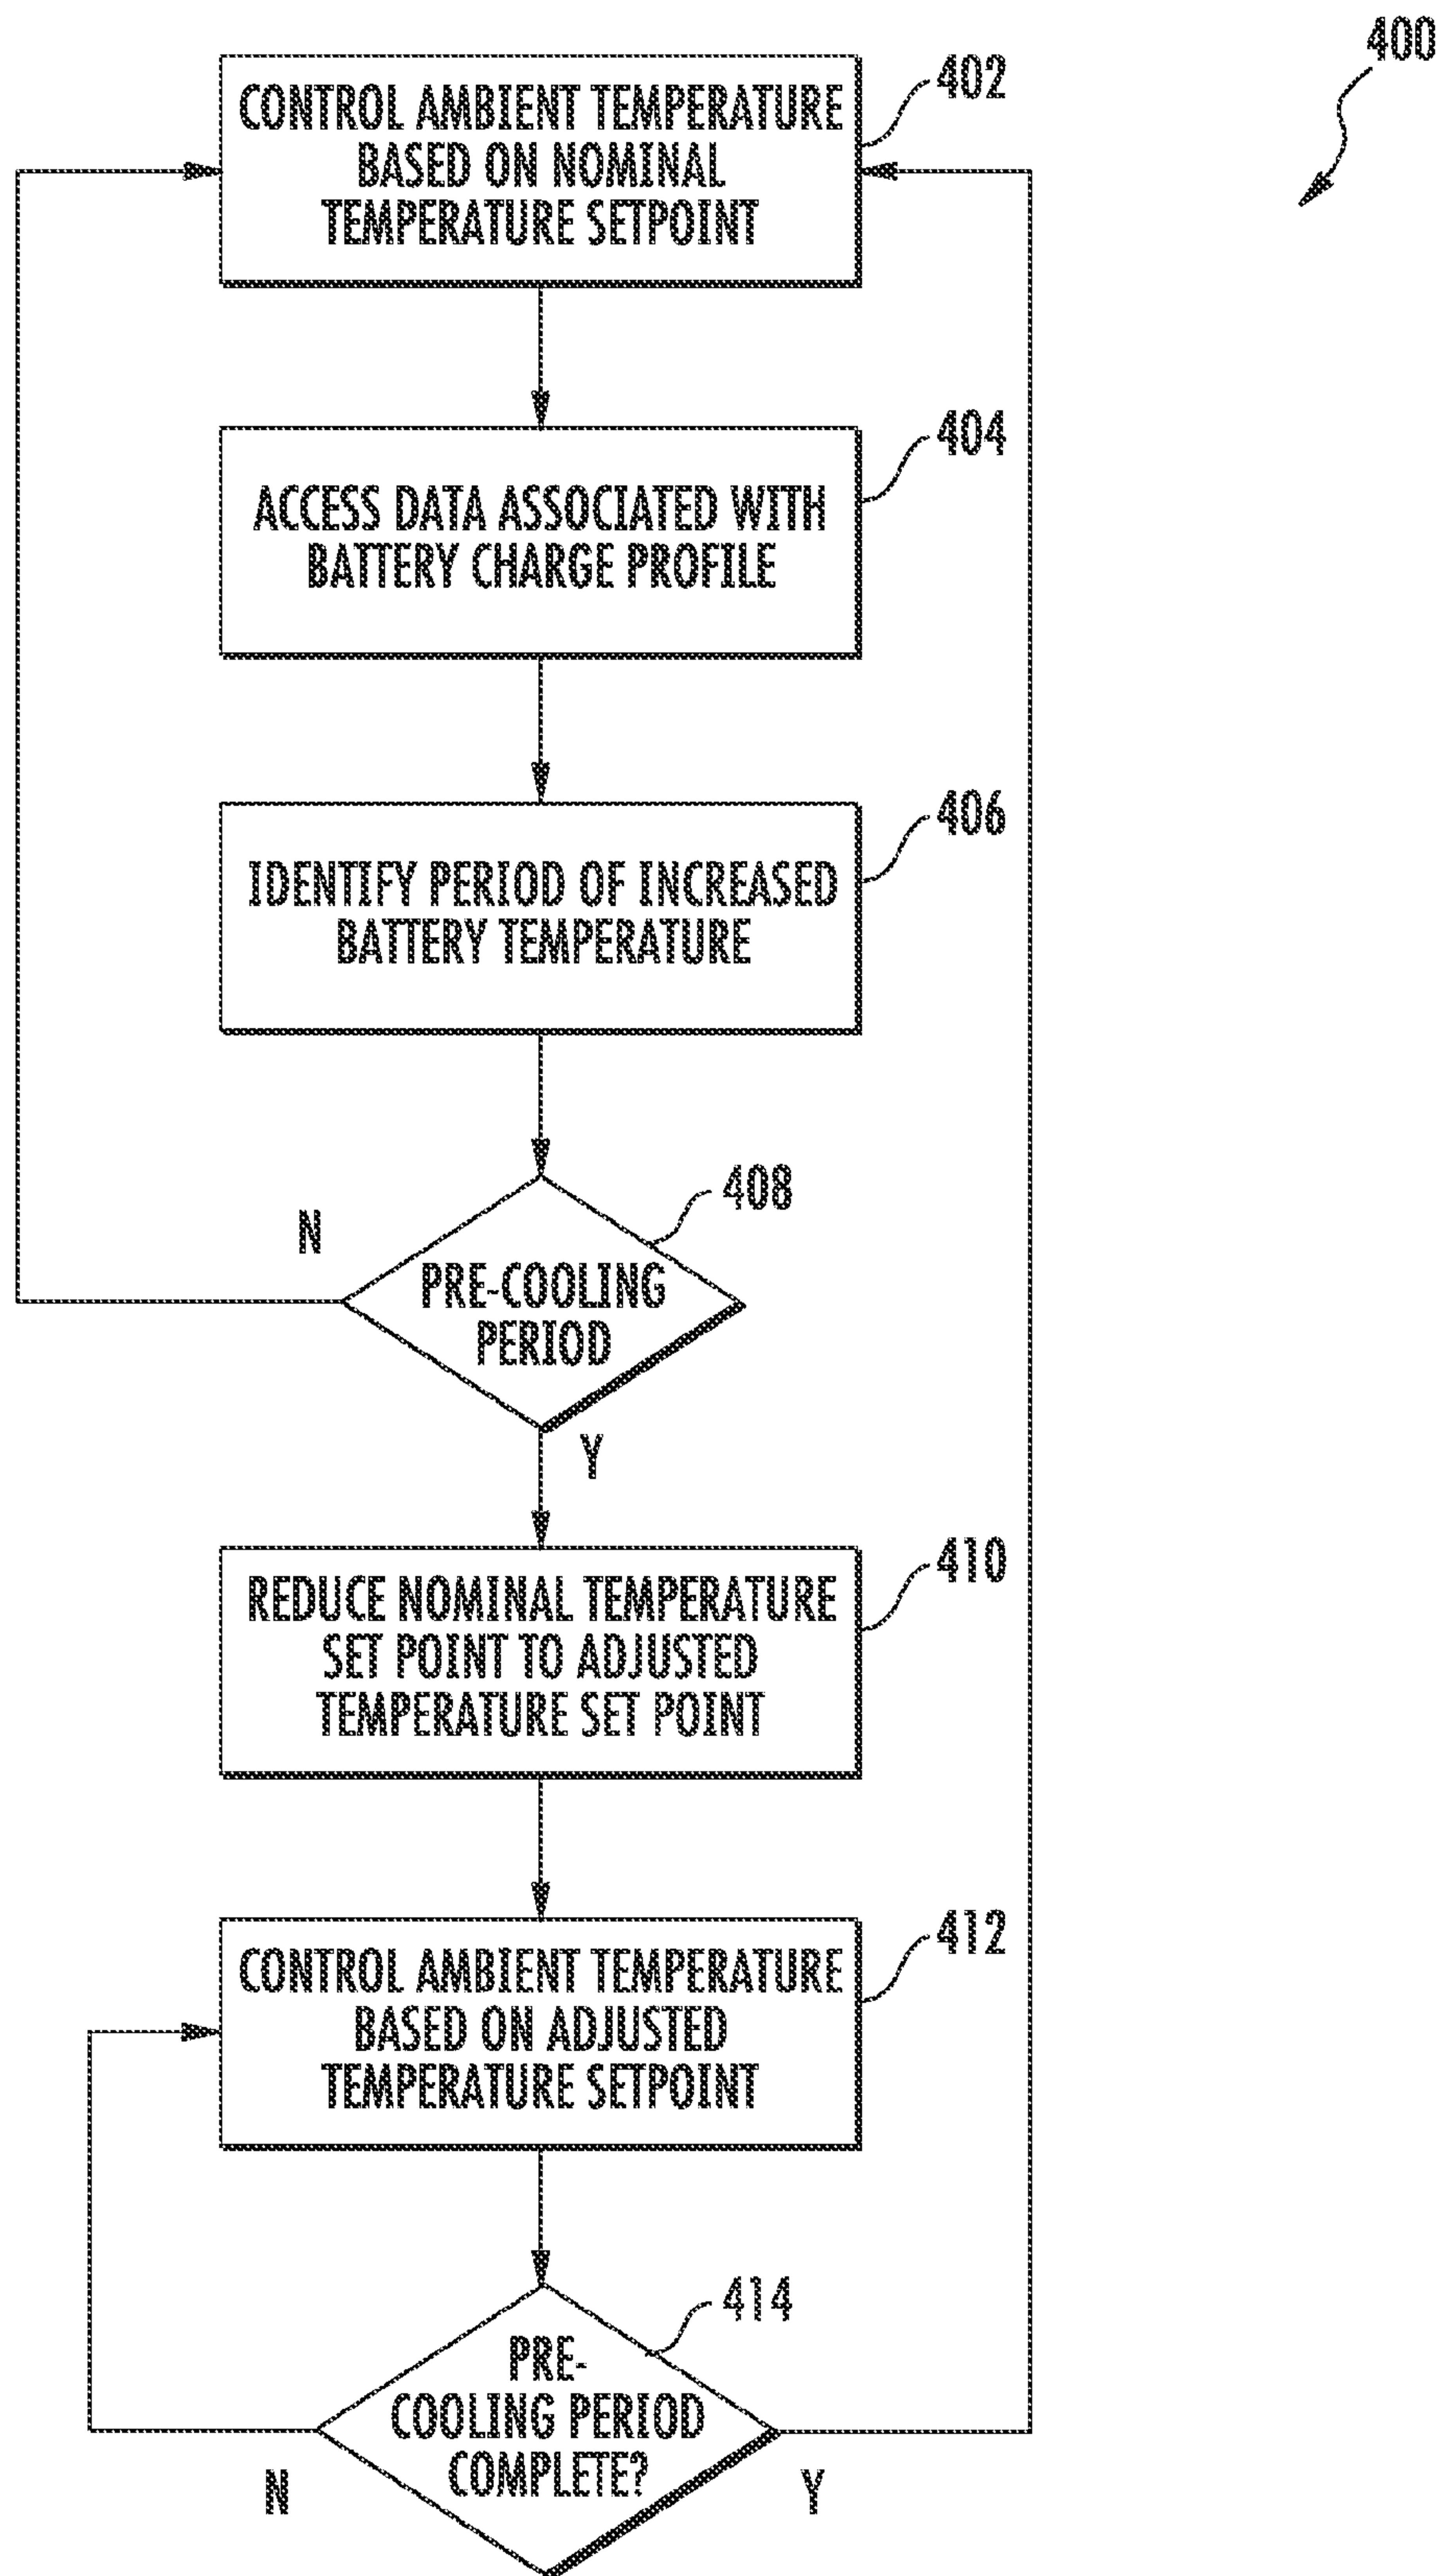 400
402
CONTROL AMBIENT TEMPERATURE
BASED ON NOMINAL
TEMPERATURE SETPOINT
404
ACCESS DATA ASSOCIATED WITH
BATTERY CHARGE PROFILE
406
IDENTIFY PERIOD OF INCREASED
BATTERY TEMPERATURE
408
N
PRE-COOLING
PERIOD
Y
410
REDUCE NOMINAL TEMPERATURE
SET POINT TO ADJUSTED
TEMPERATURE SET POINT
412
CONTROL AMBIENT TEMPERATURE
BASED ON ADJUSTED
TEMPERATURE SETPOINT
414
PRE-
COOLING PERIOD
COMPLETE?
N
Y